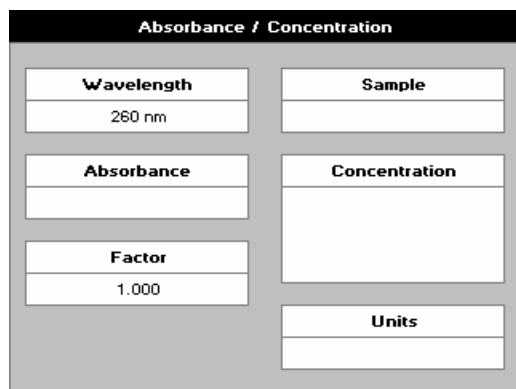 Absorbance / Concentration
Wavelength
260 nm
Sample
Absorbance
Concentration
Factor
1.000
Units